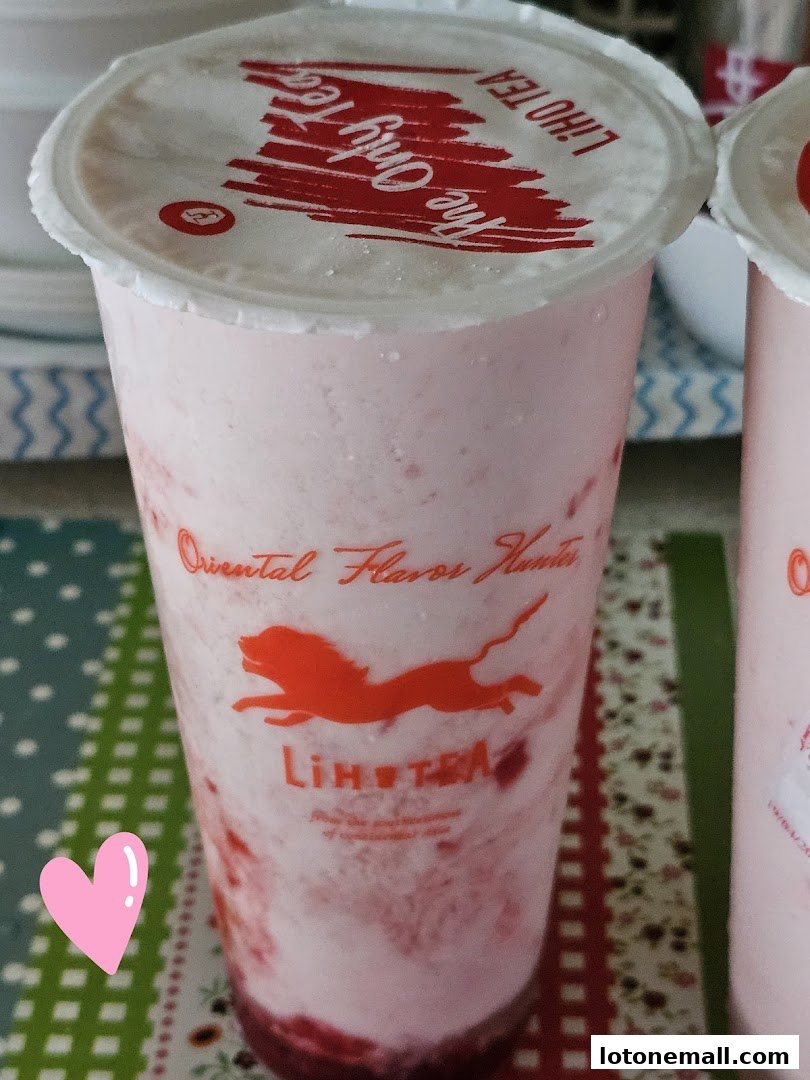 The Only Tea
LiHO TEA
Oriental Flavor Hunter
LiHO TEA
lotonemall.com